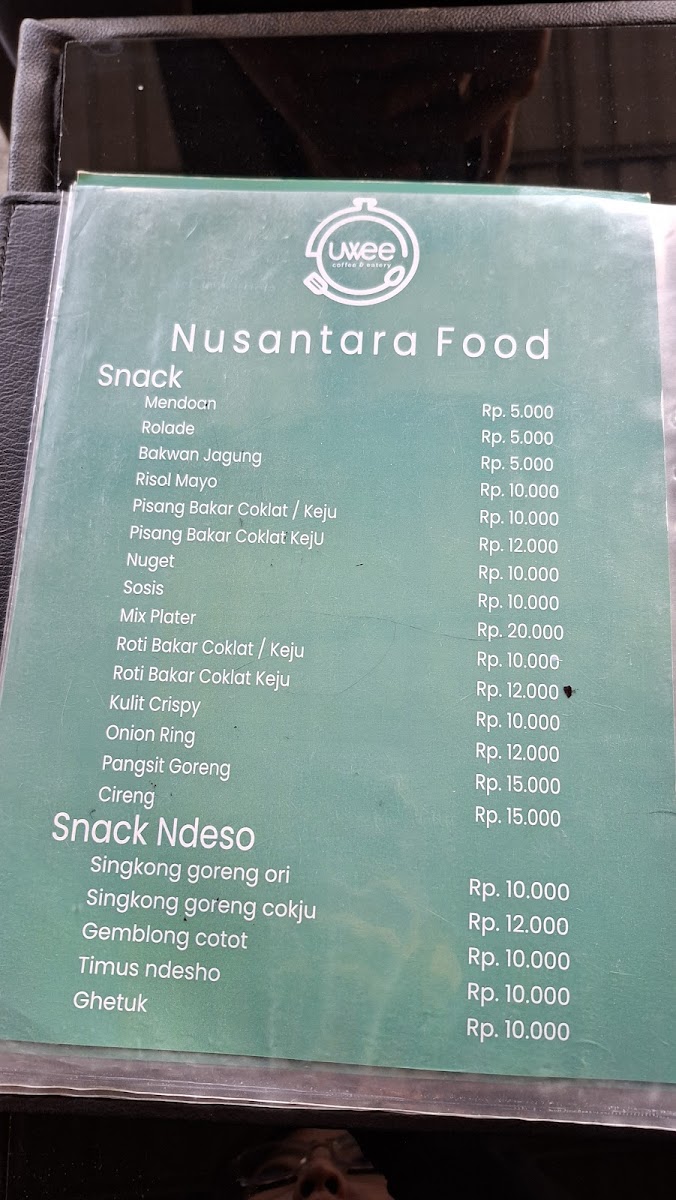 uwee
coffee & eatery
Nusantara Food
Snack
Mendoan Rp. 5.000
Rolade Rp. 5.000
Bakwan Jagung Rp. 5.000
Risol Mayo Rp. 10.000
Pisang Bakar Coklat / Keju Rp. 10.000
Pisang Bakar Coklat KejU Rp. 12.000
Nuget Rp. 10.000
Sosis Rp. 10.000
Mix Plater Rp. 20.000
Roti Bakar Coklat / Keju Rp. 10.000
Roti Bakar Coklat Keju Rp. 12.000
Kulit Crispy Rp. 10.000
Onion Ring Rp. 12.000
Pangsit Goreng Rp. 15.000
Cireng Rp. 15.000
Snack Ndeso
Singkong goreng ori Rp. 10.000
Singkong goreng cokju Rp. 12.000
Gemblong cotot Rp. 10.000
Timus ndesho Rp. 10.000
Ghetuk Rp. 10.000